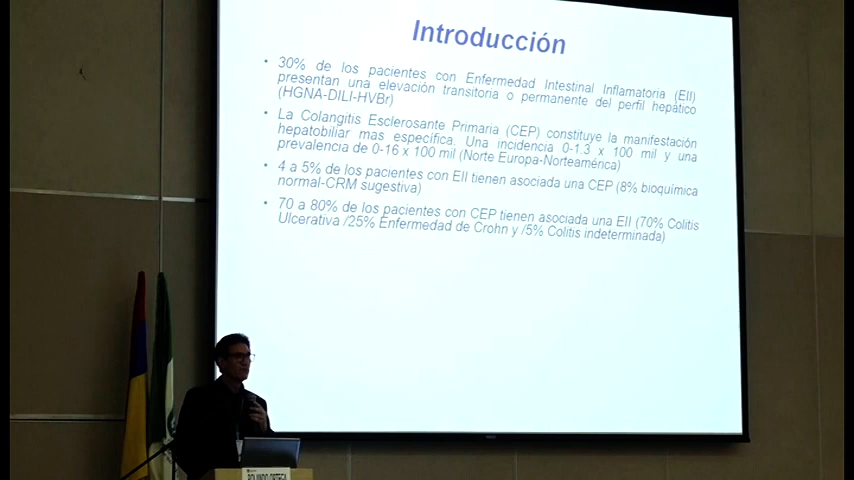 Introducción
• 30% de los pacientes con Enfermedad Intestinal Inflamatoria (EII)
presentan una elevación transitoria o permanente del perfil hepático
(HGNA-DILI-HVBr)
• La Colangitis Esclerosante Primaria (CEP) constituye la manifestación
hepatobiliar mas específica. Una incidencia 0-1.3 x 100 mil y una
prevalencia de 0-16 x 100 mil (Norte Europa-Norteamérica)
• 4 a 5% de los pacientes con EII tienen asociada una CEP (8% bioquímica
normal-CRM sugestiva)
• 70 a 80% de los pacientes con CEP tienen asociada una EII (70% Colitis
Ulcerativa /25% Enfermedad de Crohn y /5% Colitis indeterminada)
ROLANDO ORTEGA